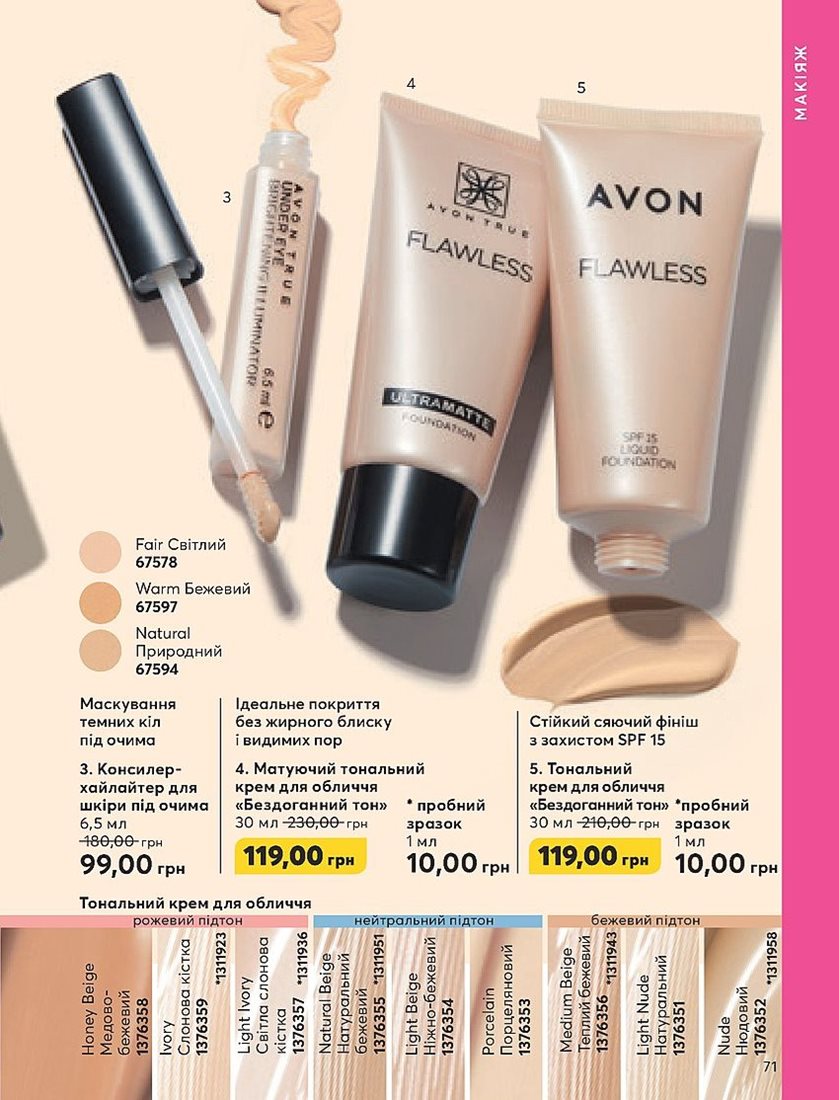 МАКІЯЖ
3
AVON TRUE
UNDER EYE
BRIGHTENING ILLUMINATOR
6,5 ml e
4
AVON TRUE
FLAWLESS
ULTRAMATTE
FOUNDATION
5
AVON
FLAWLESS
SPF 15
LIQUID
FOUNDATION
Fair Світлий
67578
Warm Бежевий
67597
Natural
Природний
67594
Маскування
темних кіл
під очима
3. Консилер-
хайлайтер для
шкіри під очима
6,5 мл
180,00 грн
99,00 грн
Ідеальне покриття
без жирного блиску
і видимих пор
4. Матуючий тональний
крем для обличчя
«Бездоганний тон»
30 мл 230,00 грн
119,00 грн
* пробний
зразок
1 мл
10,00 грн
Стійкий сяючий фініш
з захистом SPF 15
5. Тональний
крем для обличчя
«Бездоганний тон»
30 мл 210,00 грн
119,00 грн
*пробний
зразок
1 мл
10,00 грн
Тональний крем для обличчя
рожевий підтон
нейтральний підтон
бежевий підтон
Honey Beige
Медово-
бежевий
1376358
Ivory
Слонова кістка
1376359 *1311923
Light Ivory
Світла слонова
кістка
1376357 *1311936
Natural Beige
Натуральний
бежевий
1376355 *1311951
Light Beige
Ніжно-бежевий
1376354
Porcelain
Порцеляновий
1376353
Medium Beige
Теплий бежевий
1376356 *1311943
Light Nude
Натуральний
1376351
Nude
Нюдовий
1376352 *1311958
71